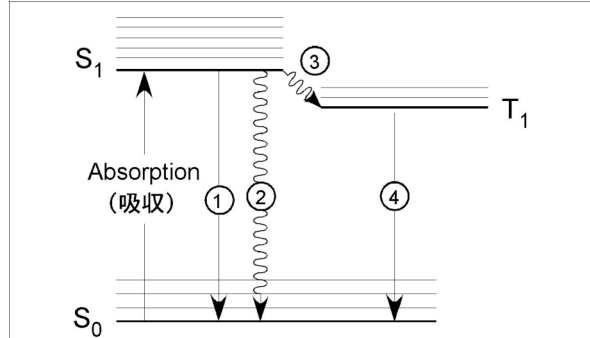 S1
③
T1
Absorption
(吸収)
①
②
④
S0